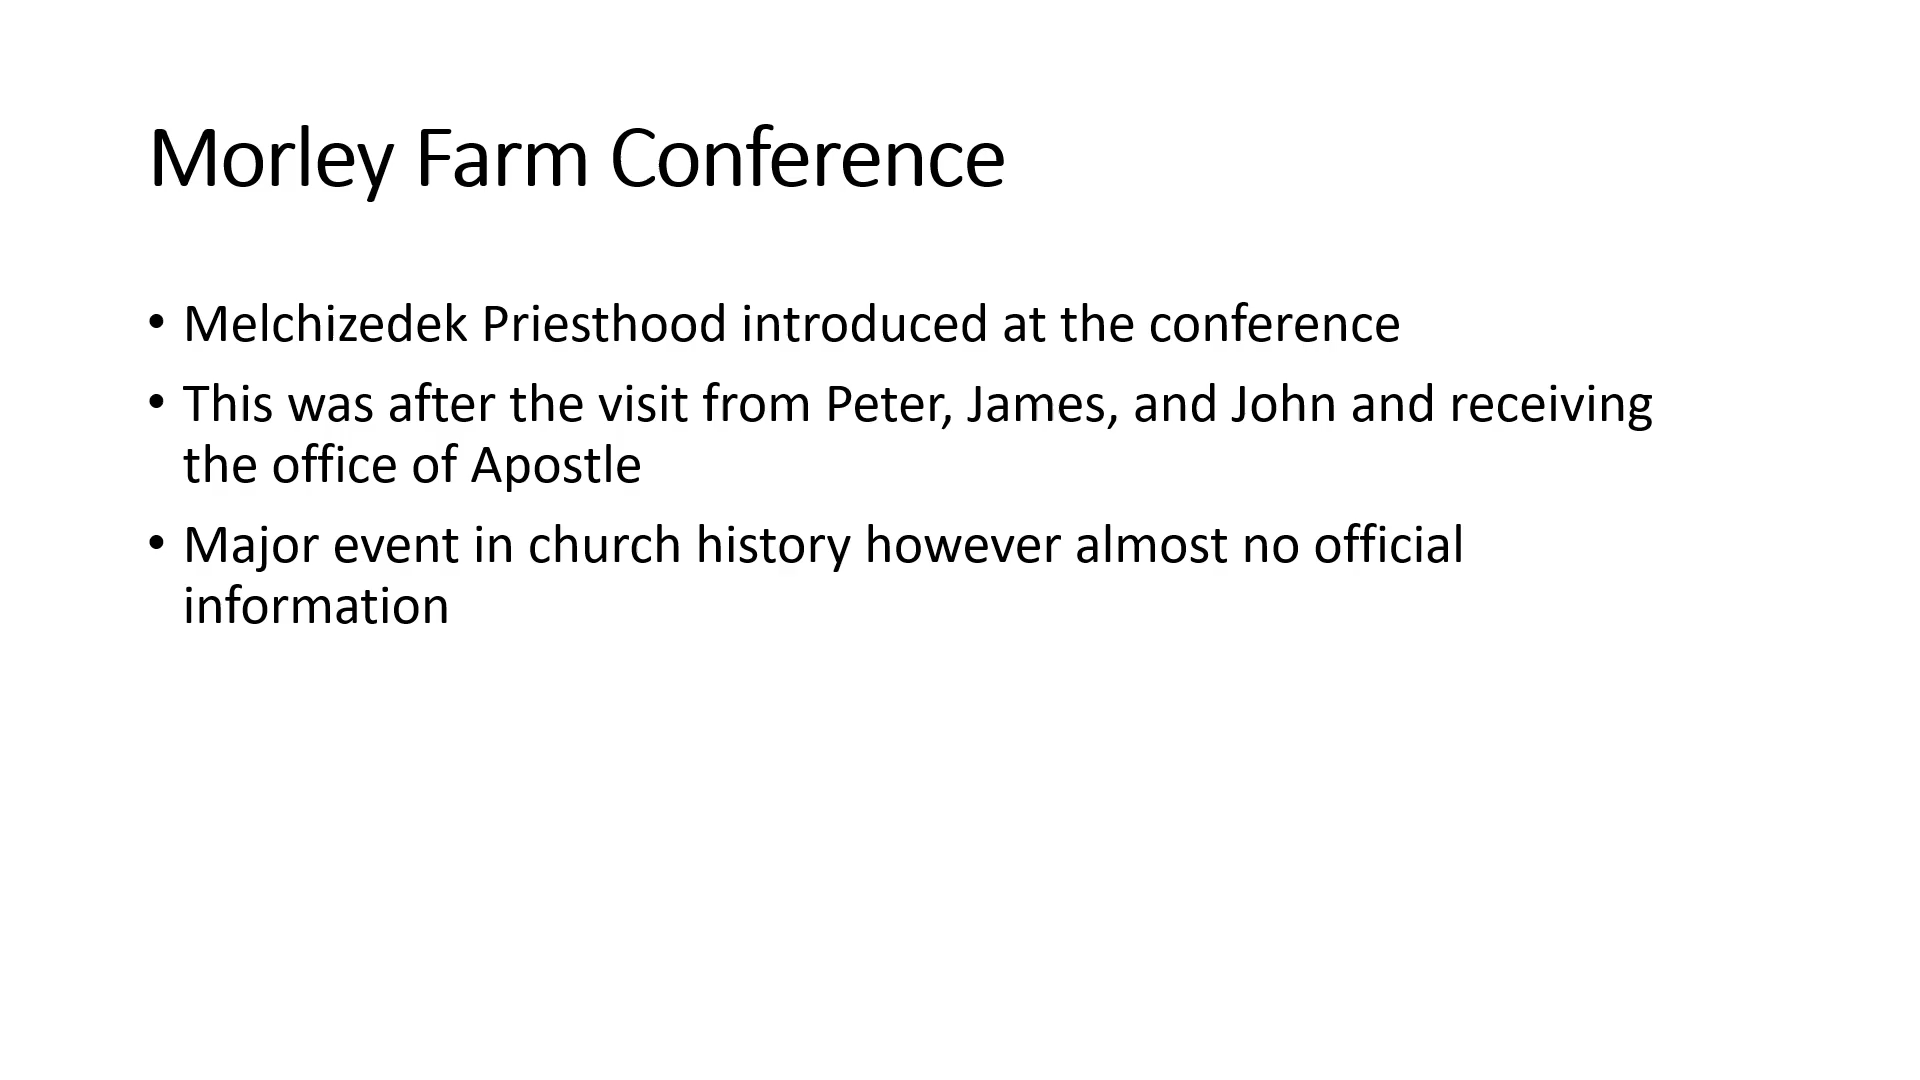 Morley Farm Conference
• Melchizedek Priesthood introduced at the conference
• This was after the visit from Peter, James, and John and receiving
the office of Apostle
• Major event in church history however almost no official
information